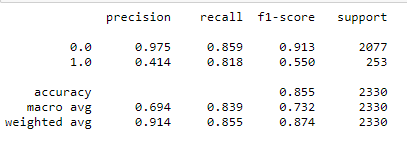 precision recall f1-score support
0.0 0.975 0.859 0.913 2077
1.0 0.414 0.818 0.550 253
accuracy 0.855 2330
macro avg 0.694 0.839 0.732 2330
weighted avg 0.914 0.855 0.874 2330